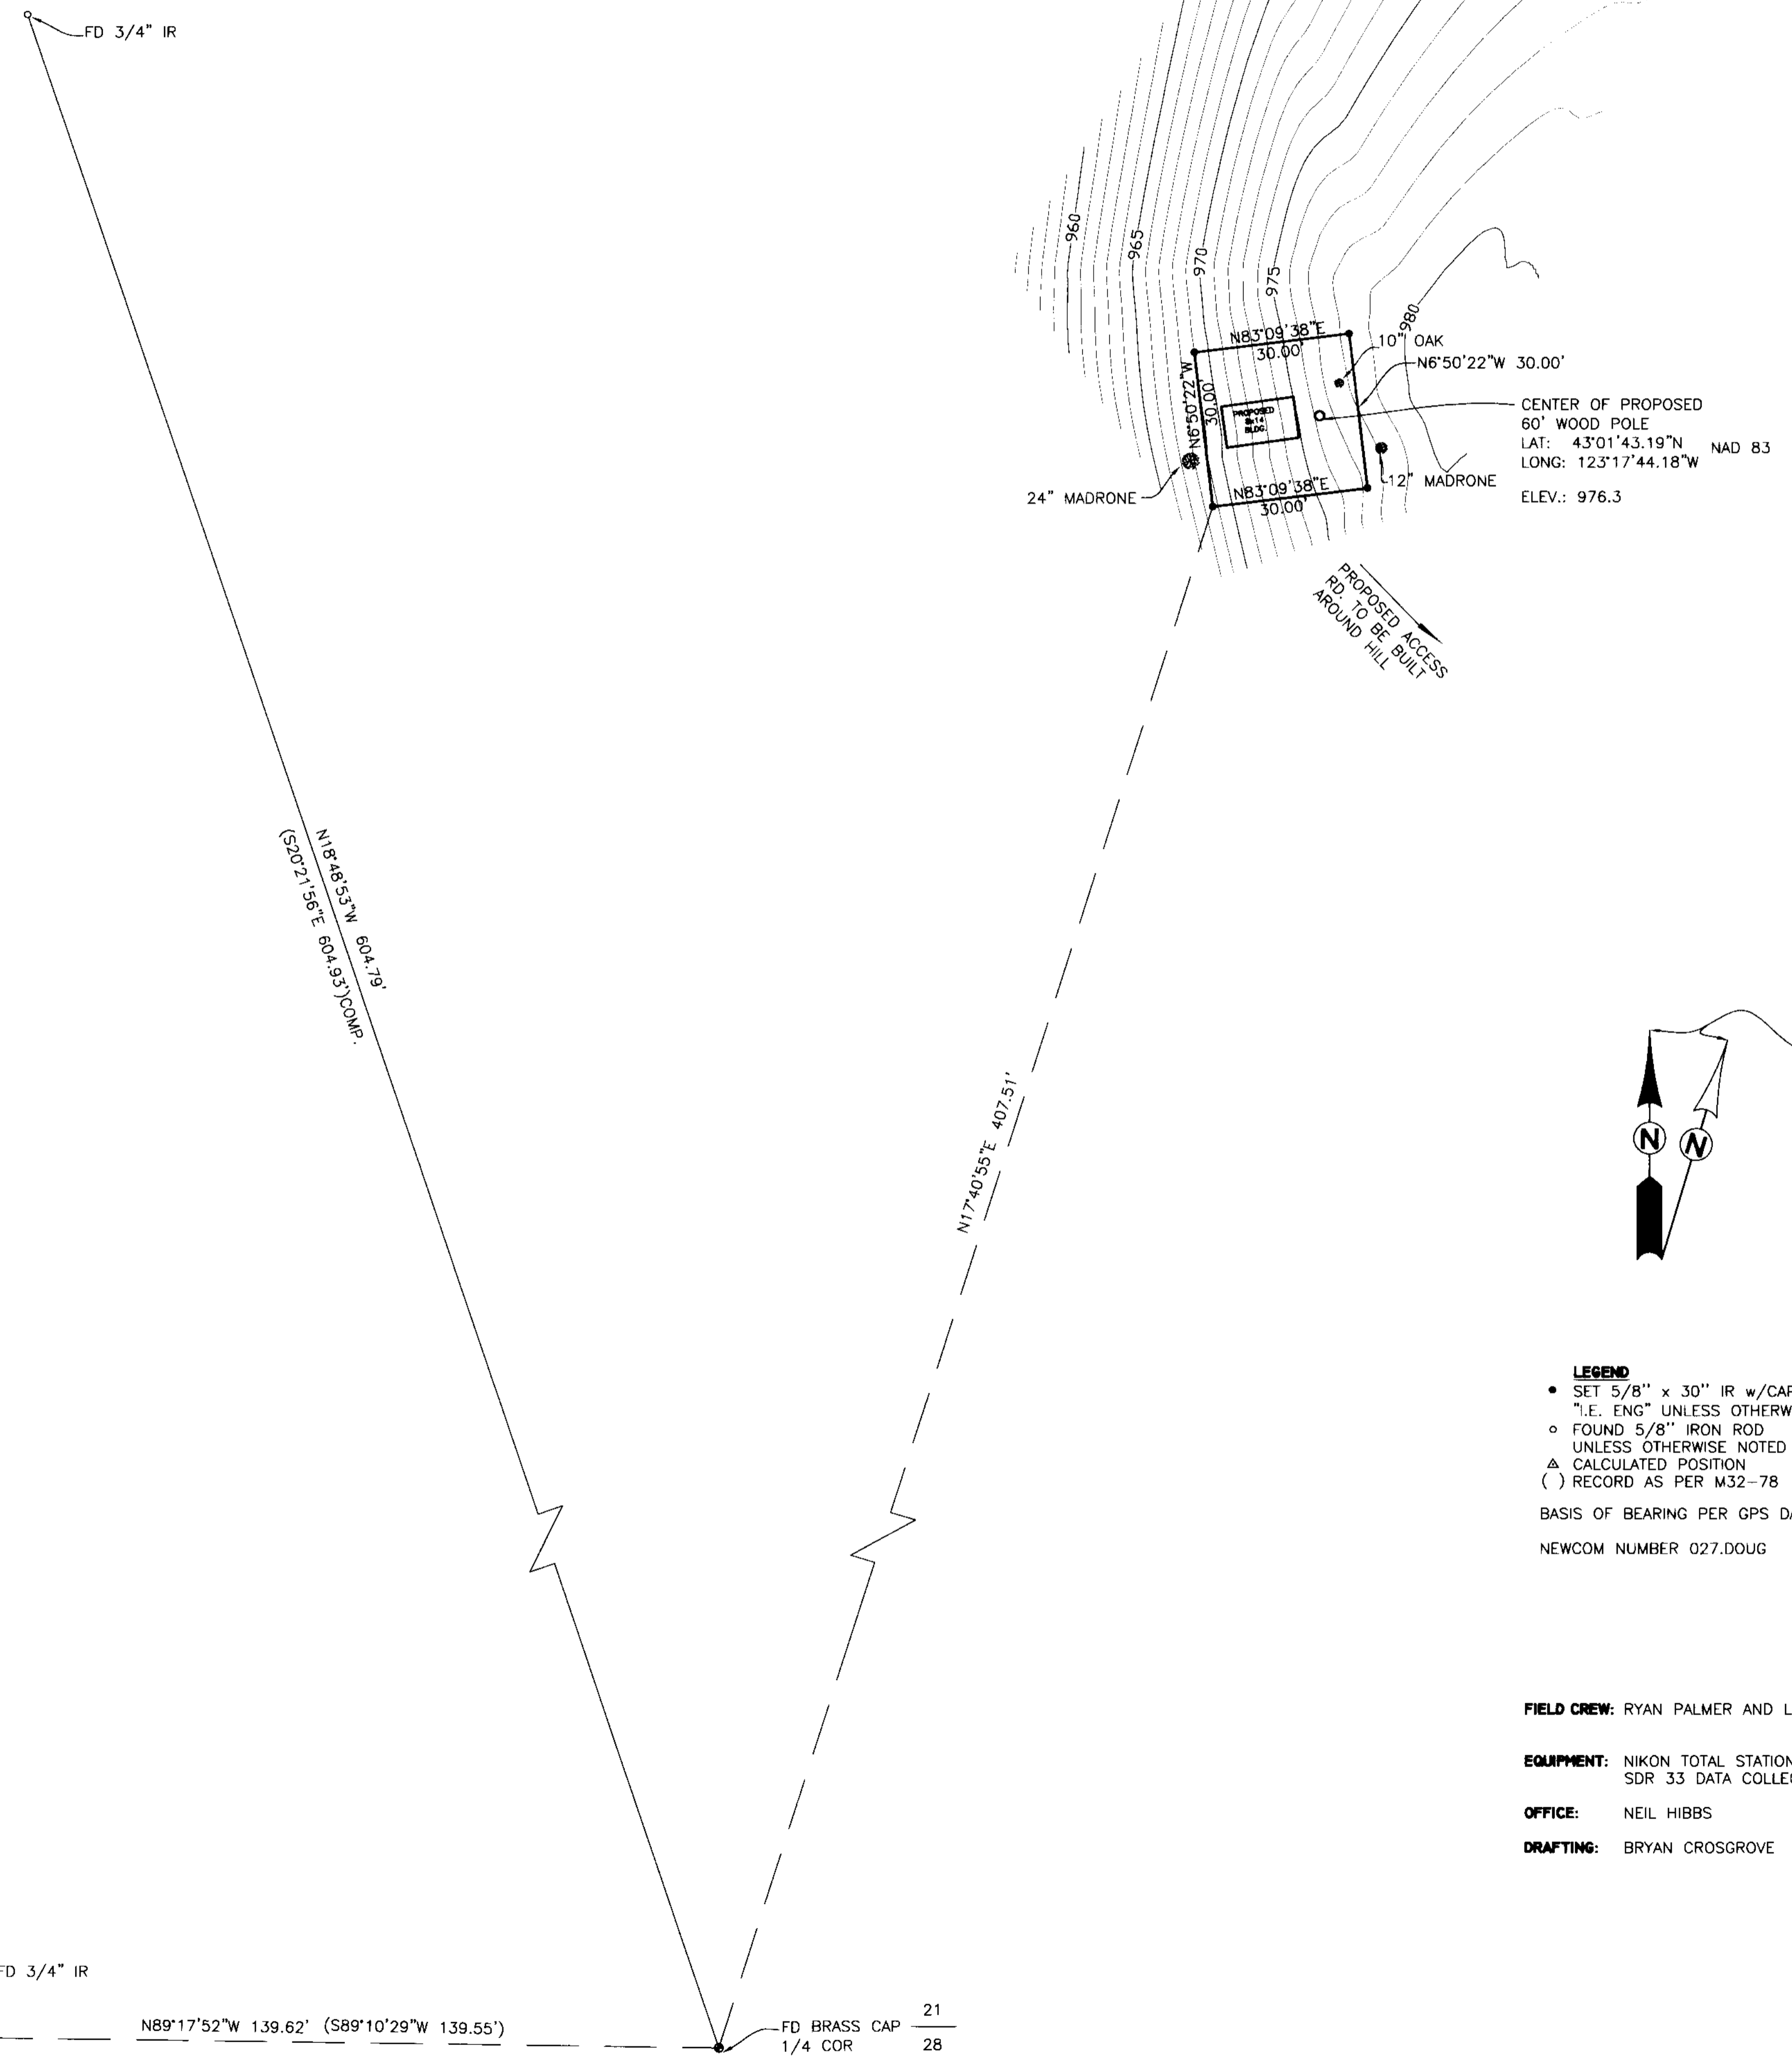 FD 3/4" IR
960
965
970
975
980
N83°09'38"E
30.00'
10" OAK
N6°50'22"W 30.00'
N6°50'22"W
30.00'
PROPOSED
8x14
BLDG.
CENTER OF PROPOSED
60' WOOD POLE
LAT: 43°01'43.19"N NAD 83
LONG: 123°17'44.18"W
ELEV.: 976.3
24" MADRONE
12" MADRONE
N83°09'38"E
30.00'
PROPOSED ACCESS
RD. TO BE BUILT
AROUND HILL
N18°48'53"W 604.79'
(S20°21'56"E 604.93')COMP.
N17°40'55"E 407.51'
N N
LEGEND
SET 5/8'' x 30'' IR w/CAP
"I.E. ENG" UNLESS OTHERW
FOUND 5/8'' IRON ROD
UNLESS OTHERWISE NOTED
CALCULATED POSITION
( ) RECORD AS PER M32-78
BASIS OF BEARING PER GPS DA
NEWCOM NUMBER 027.DOUG
FIELD CREW: RYAN PALMER AND L
EQUIPMENT: NIKON TOTAL STATION
SDR 33 DATA COLLE
OFFICE: NEIL HIBBS
DRAFTING: BRYAN CROSGROVE
FD 3/4" IR
N89°17'52"W 139.62' (S89°10'29"W 139.55')
FD BRASS CAP
1/4 COR
21
28